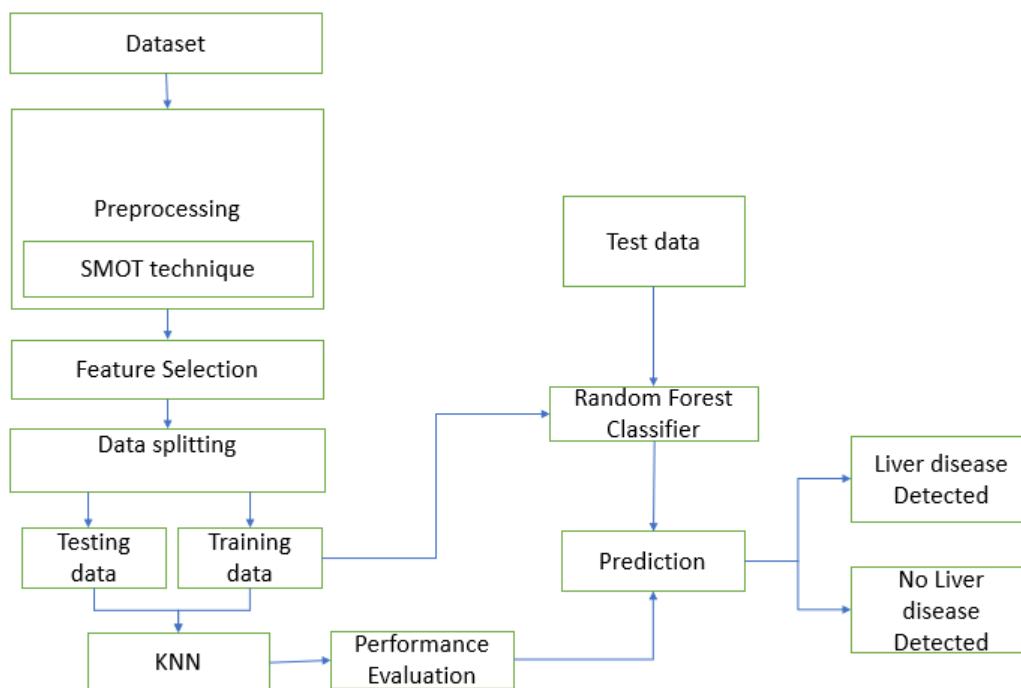 Dataset
Preprocessing
SMOT technique
Feature Selection
Data splitting
Testing
data
Training
data
KNN
Performance
Evaluation
Test data
Random Forest
Classifier
Prediction
Liver disease
Detected
No Liver
disease
Detected